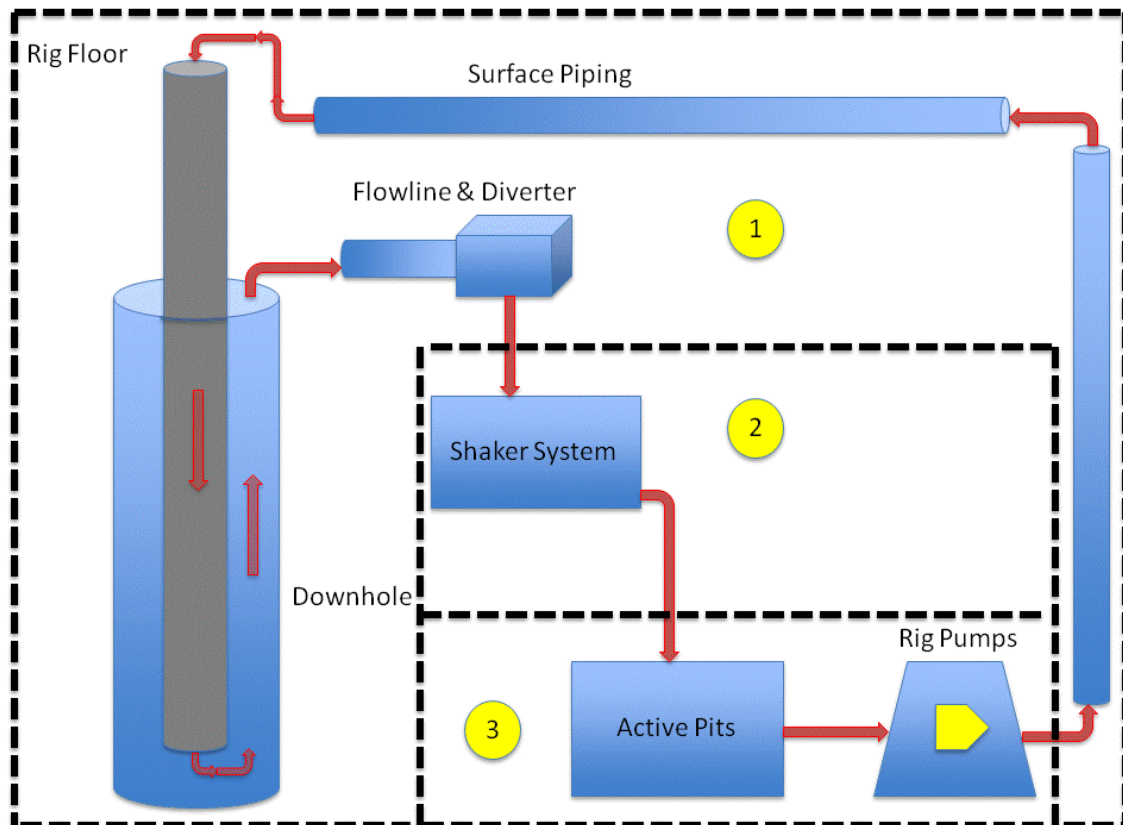 Rig Floor
Surface Piping
Flowline & Diverter
1
2
Shaker System
Downhole
Rig Pumps
3
Active Pits